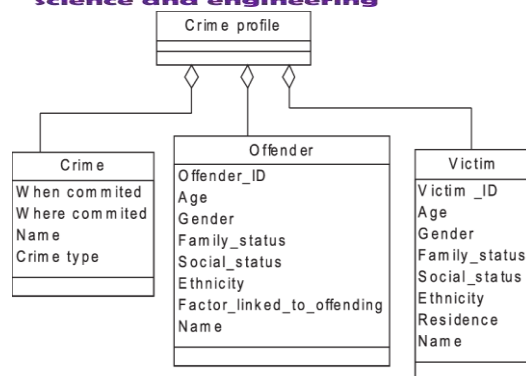 science and engineering
Crime profile
Crime
When commited
Where commited
Name
Crime type
Offender
Offender_ID
Age
Gender
Family_status
Social_status
Ethnicity
Factor_linked_to_offending
Name
Victim
Victim _ID
Age
Gender
Family_status
Social_status
Ethnicity
Residence
Name